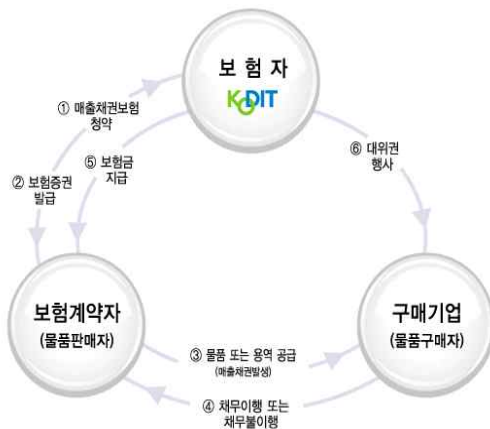 보 험 자
KODIT
① 매출채권보험
청약
② 보험증권
발급
⑤ 보험금
지급
⑥ 대위권
행사
보험계약자
(물품판매자)
구매기업
(물품구매자)
③ 물품 또는 용역 공급
(매출채권발생)
④ 채무이행 또는
채무불이행